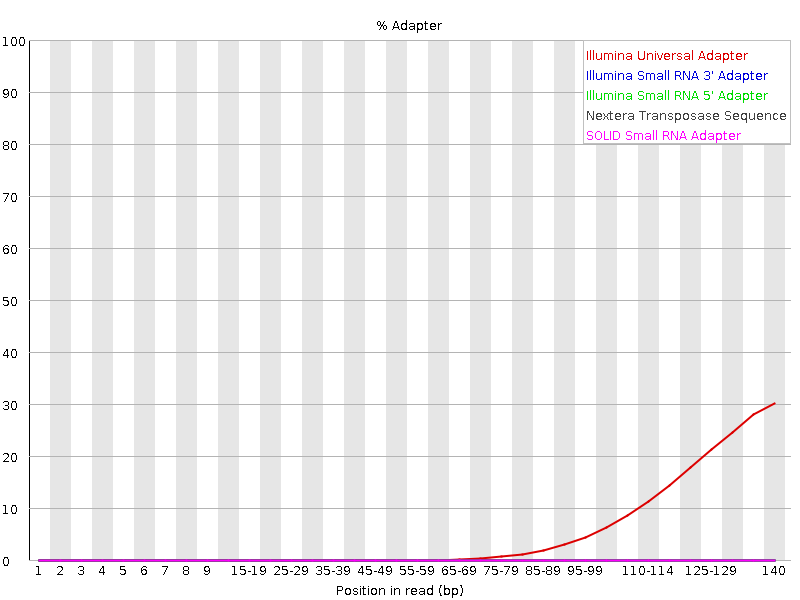 % Adapter
100
90
80
70
60
50
40
30
20
10
0
Illumina Universal Adapter
Illumina Small RNA 3' Adapter
Illumina Small RNA 5' Adapter
Nextera Transposase Sequence
SOLID Small RNA Adapter
1 2 3 4 5 6 7 8 9 15-19 25-29 35-39 45-49 55-59 65-69 75-79 85-89 95-99 110-114 125-129 140
Position in read (bp)